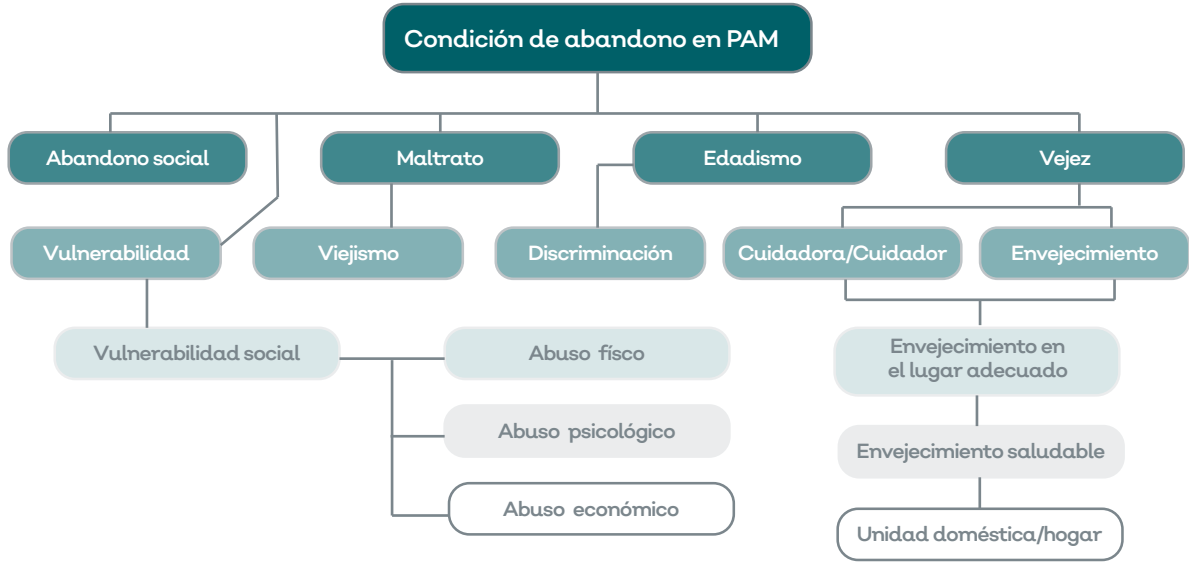 Condición de abandono en PAM
Abandono social
Maltrato
Edadismo
Vejez
Vulnerabilidad
Viejismo
Discriminación
Cuidadora/Cuidador
Envejecimiento
Vulnerabilidad social
Abuso físco
Envejecimiento en
el lugar adecuado
Abuso psicológico
Envejecimiento saludable
Abuso económico
Unidad doméstica/hogar